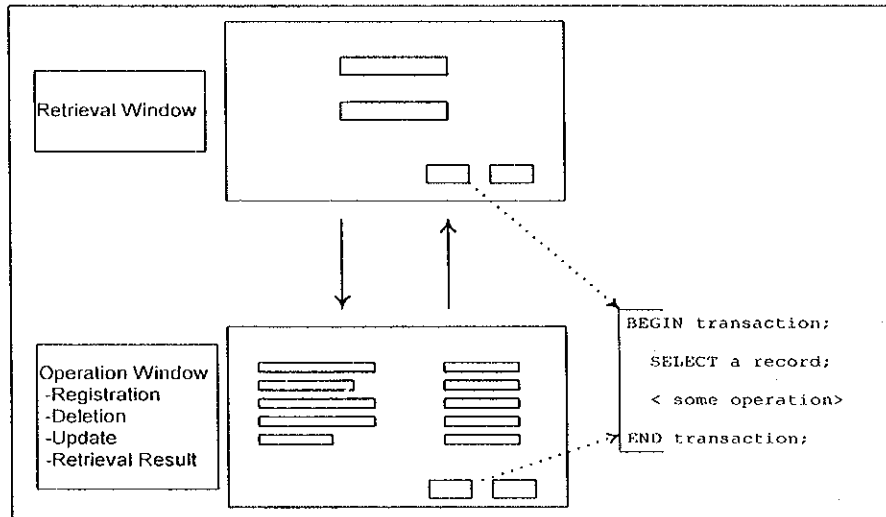 Retrieval Window
Operation Window
-Registration
-Deletion
-Update
-Retrieval Result
BEGIN transaction;
SELECT a record;
< some operation>
END transaction;